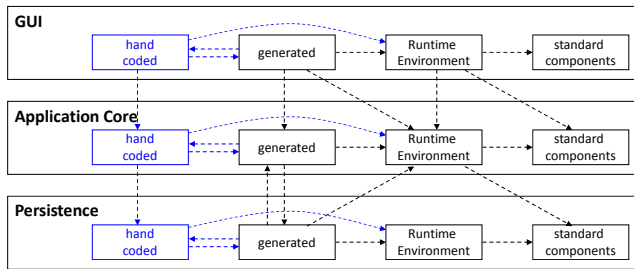 GUI
hand
coded
generated
Runtime
Environment
standard
components
Application Core
hand
coded
generated
Runtime
Environment
standard
components
Persistence
hand
coded
generated
Runtime
Environment
standard
components